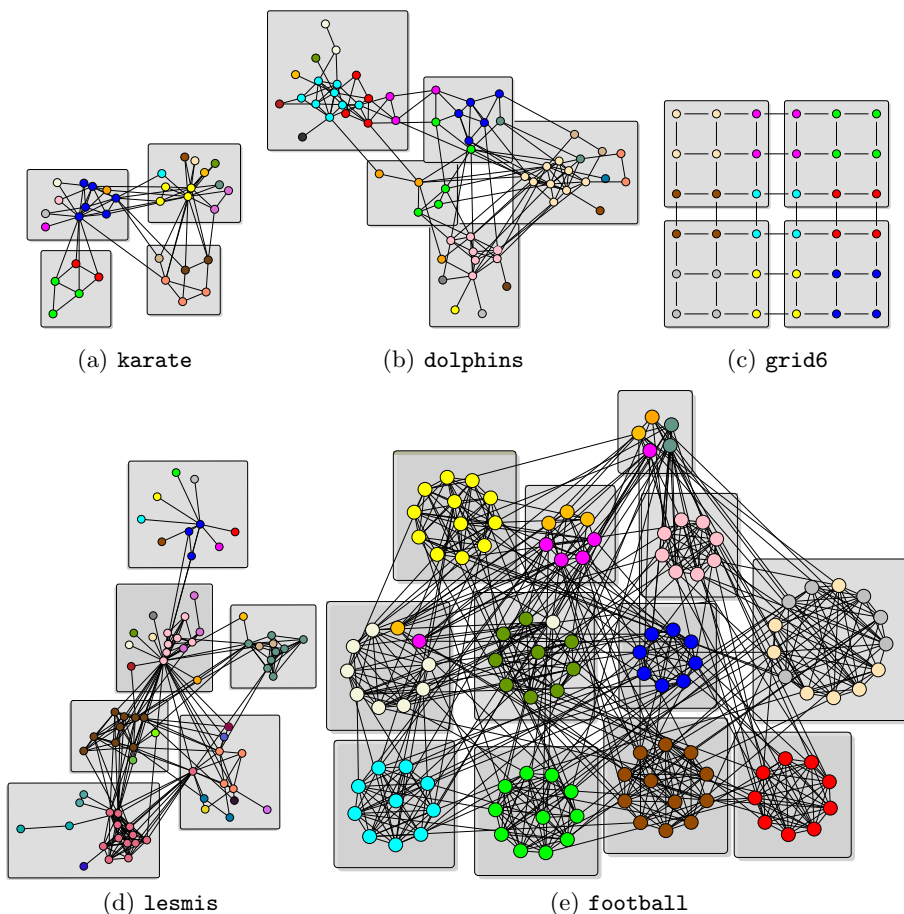 (a) karate
(b) dolphins
(c) grid6
(d) lesmis
(e) football